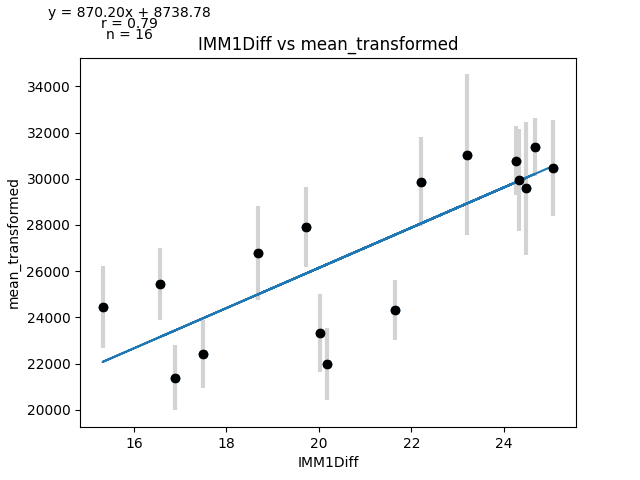 y = 870.20x + 8738.78
r = 0.79
n = 16
IMM1Diff vs mean_transformed
34000
32000
30000
28000
26000
24000
22000
20000
mean_transformed
16
18
20
22
24
IMM1Diff